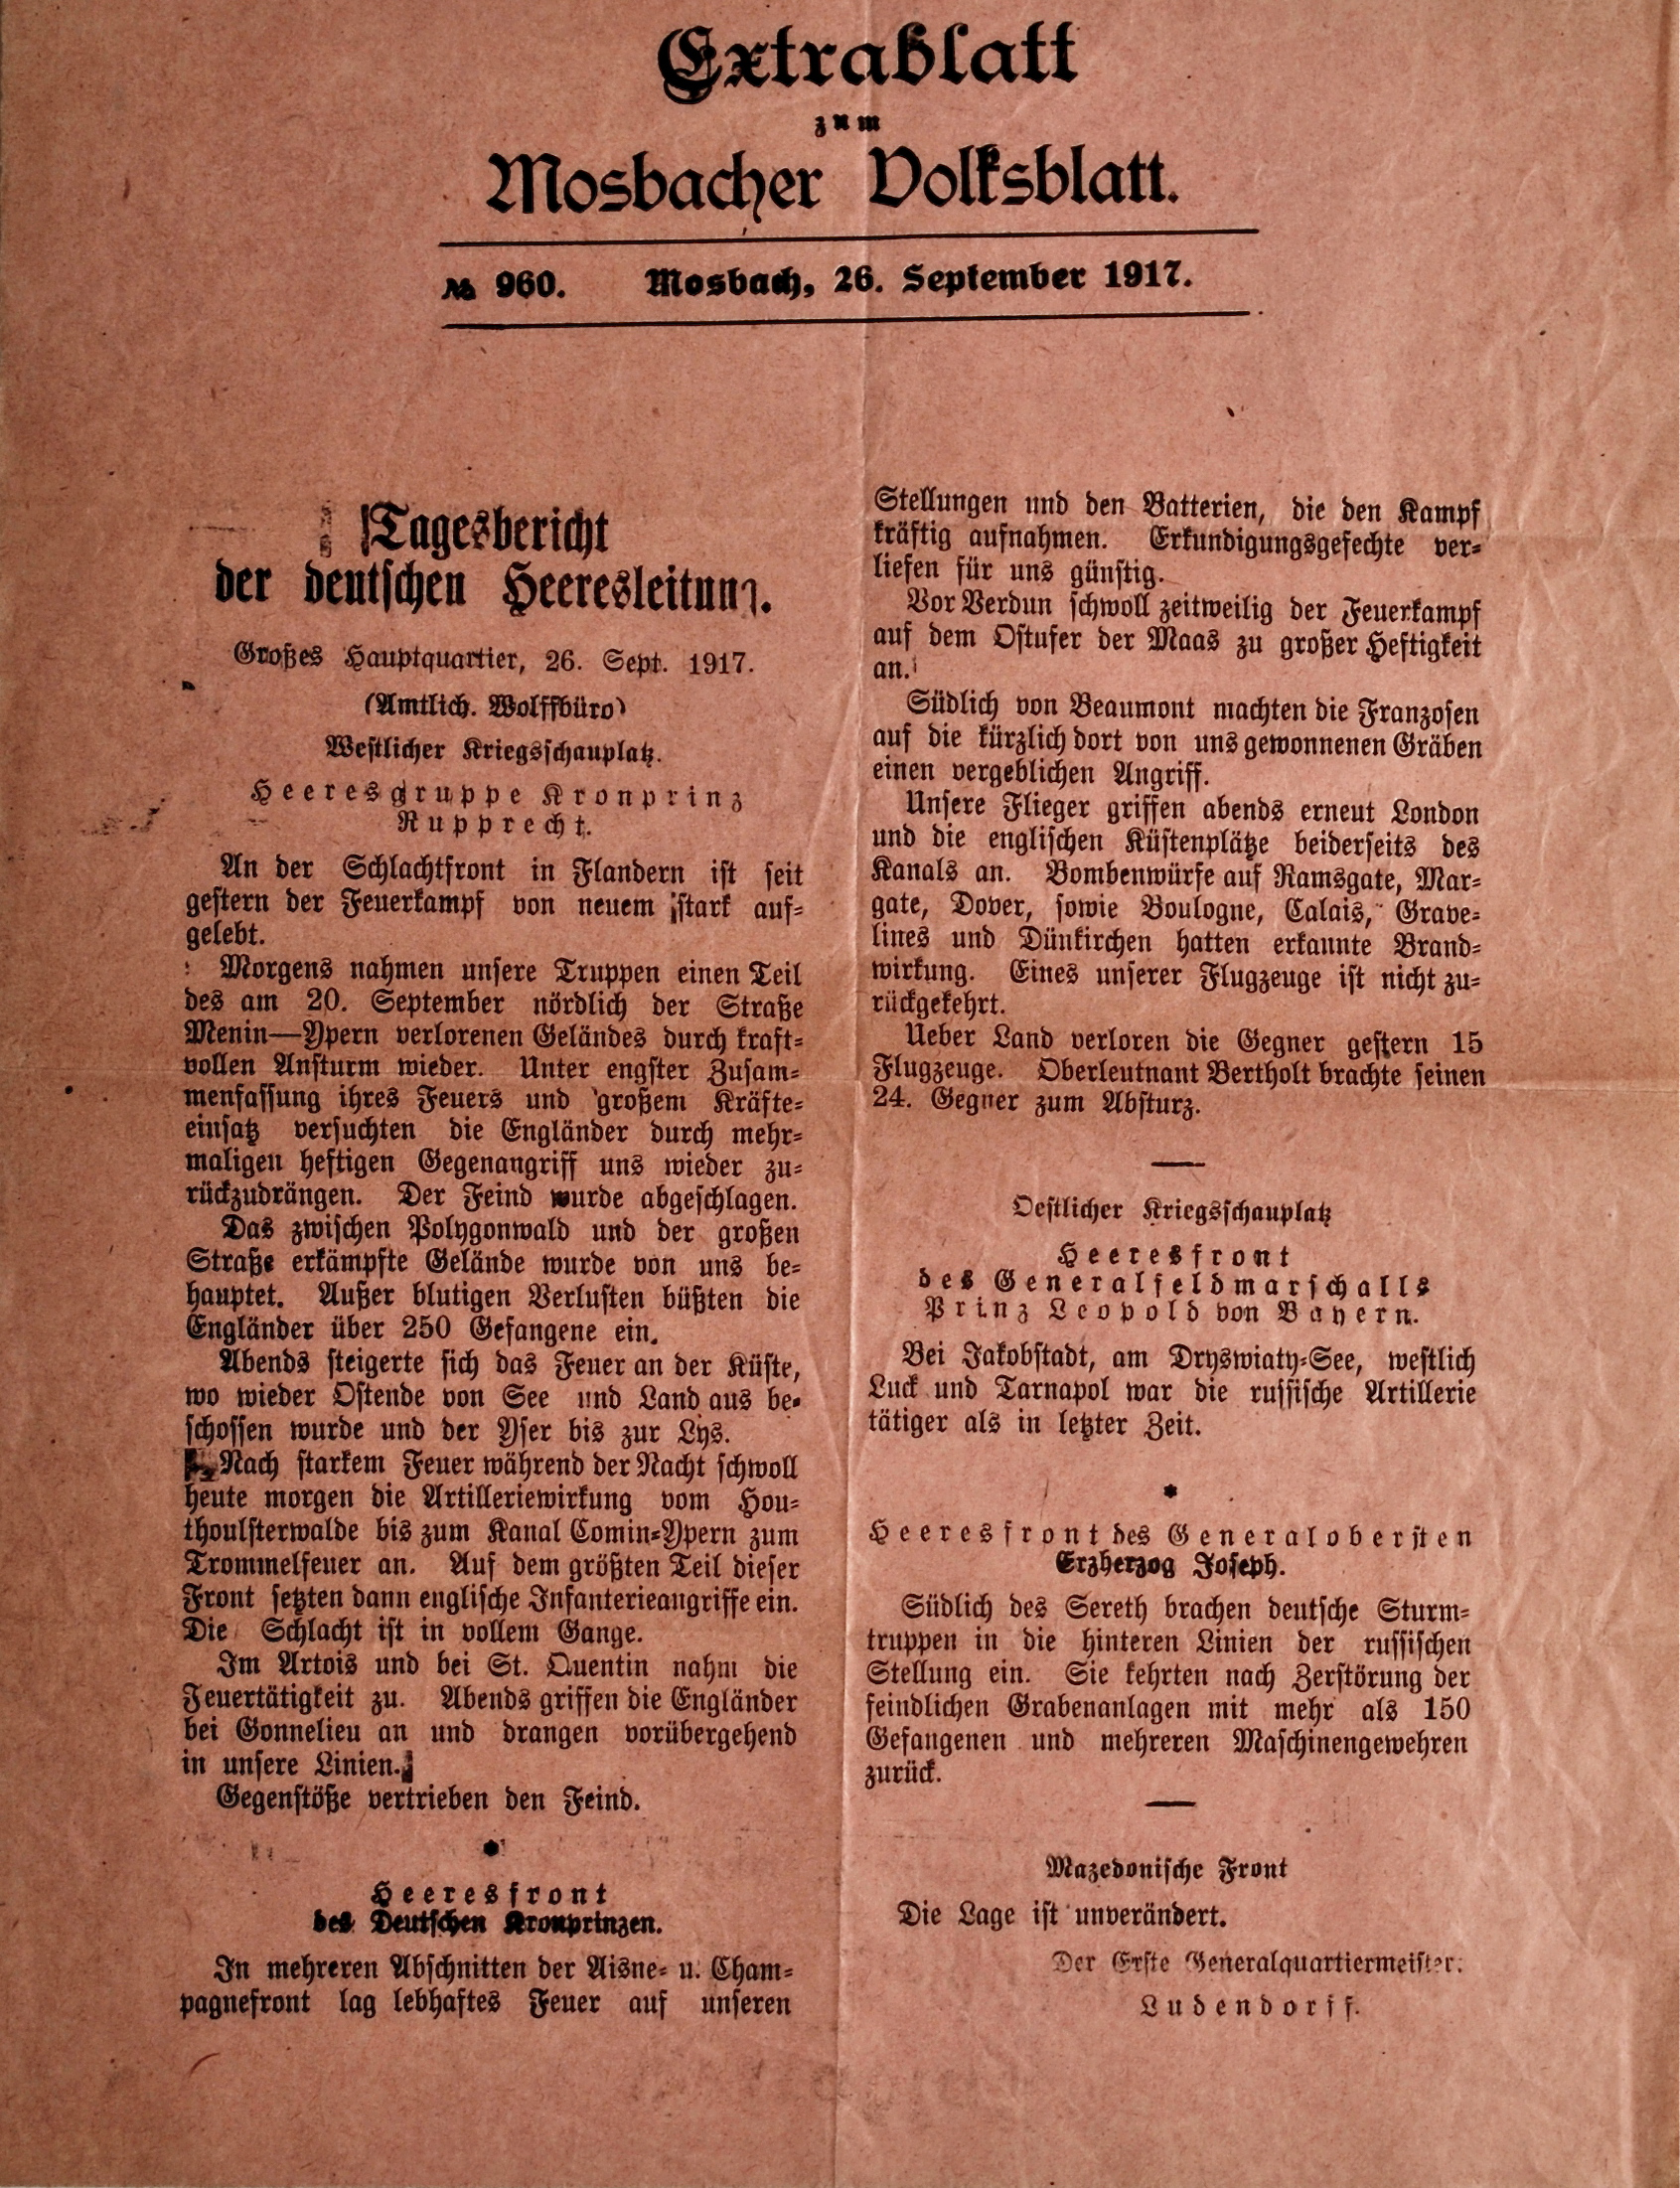 Extrablatt
zum
Mosbacher Volksblatt.
№ 960. Mosbach, 26. September 1917.
Tagesbericht
der deutschen Heeresleitung.
Großes Hauptquartier, 26. Sept. 1917.
(Amtlich. Wolffbüro)
Westlicher Kriegsschauplatz.
Heeresgruppe Kronprinz
Rupprecht.
An der Schlachtfront in Flandern ist seit
gestern der Feuerkampf von neuem stark auf-
gelebt.
Morgens nahmen unsere Truppen einen Teil
des am 20. September nördlich der Straße
Menin—Ypern verlorenen Geländes durch kraft-
vollen Ansturm wieder. Unter engster Zusam-
menfassung ihres Feuers und großem Kräfte-
einsatz versuchten die Engländer durch mehr-
maligen heftigen Gegenangriff uns wieder zu-
rückzudrängen. Der Feind wurde abgeschlagen.
Das zwischen Polygonwald und der großen
Straße erkämpfte Gelände wurde von uns be-
hauptet. Außer blutigen Verlusten büßten die
Engländer über 250 Gefangene ein.
Abends steigerte sich das Feuer an der Küste,
wo wieder Ostende von See und Land aus be-
schossen wurde und der Yser bis zur Lys.
Nach starkem Feuer während der Nacht schwoll
heute morgen die Artilleriewirkung vom Hou-
thoulsterwalde bis zum Kanal Comin-Ypern zum
Trommelfeuer an. Auf dem größten Teil dieser
Front setzten dann englische Infanterieangriffe ein.
Die Schlacht ist in vollem Gange.
Im Artois und bei St. Quentin nahm die
Feuertätigkeit zu. Abends griffen die Engländer
bei Gonnelieu an und drangen vorübergehend
in unsere Linien.
Gegenstöße vertrieben den Feind.
*
Heeresfront
des Deutschen Kronprinzen.
In mehreren Abschnitten der Aisne- u. Cham-
pagnefront lag lebhaftes Feuer auf unseren
Stellungen und den Batterien, die den Kampf
kräftig aufnahmen. Erkundigungsgefechte ver-
liefen für uns günstig.
Vor Verdun schwoll zeitweilig der Feuerkampf
auf dem Ostufer der Maas zu großer Heftigkeit
an.
Südlich von Beaumont machten die Franzosen
auf die kürzlich dort von uns gewonnenen Gräben
einen vergeblichen Angriff.
Unsere Flieger griffen abends erneut London
und die englischen Küstenplätze beiderseits des
Kanals an. Bombenwürfe auf Ramsgate, Mar-
gate, Dover, sowie Boulogne, Calais, Grave-
lines und Dünkirchen hatten erkannte Brand-
wirkung. Eines unserer Flugzeuge ist nicht zu-
rückgekehrt.
Ueber Land verloren die Gegner gestern 15
Flugzeuge. Oberleutnant Bertholt brachte seinen
24. Gegner zum Absturz.
Oestlicher Kriegsschauplatz
Heeresfront
des Generalfeldmarschalls
Prinz Leopold von Bayern.
Bei Jakobstadt, am Dryswiaty-See, westlich
Luck und Tarnapol war die russische Artillerie
tätiger als in letzter Zeit.
*
Heeresfront des Generalobersten
Erzherzog Joseph.
Südlich des Sereth brachen deutsche Sturm-
truppen in die hinteren Linien der russischen
Stellung ein. Sie kehrten nach Zerstörung der
feindlichen Grabenanlagen mit mehr als 150
Gefangenen und mehreren Maschinengewehren
zurück.
Mazedonische Front
Die Lage ist unverändert.
Der Erste Generalquartiermeister:
Ludendorff.